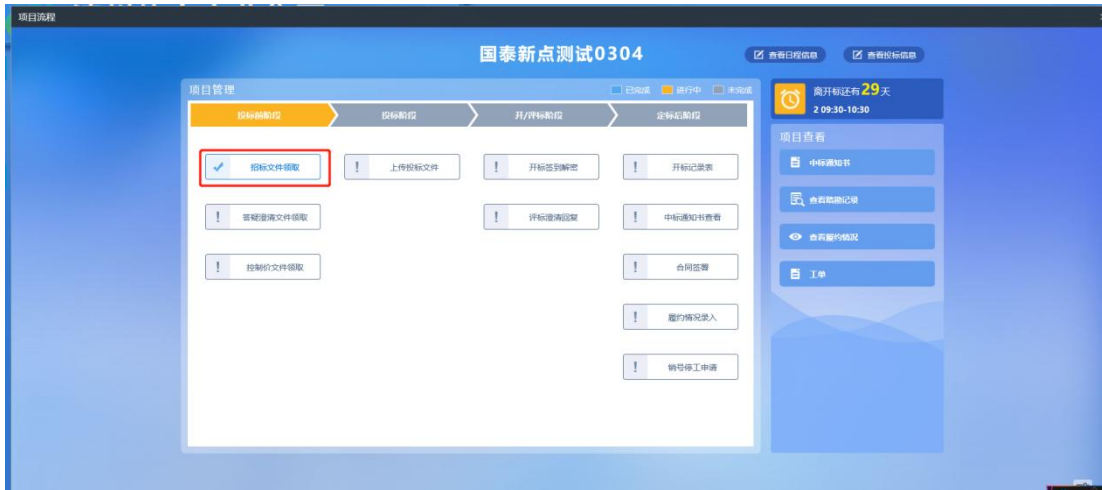 项目流程
国泰新点测试0304
查看日程信息
查看投标信息
项目管理
已完成
进行中
未完成
投标前阶段
投标阶段
开/评标阶段
定标后阶段
招标文件领取
上传投标文件
开标签到解密
开标记录表
答疑澄清文件领取
评标澄清回复
中标通知书查看
控制价文件领取
合同签署
履约情况录入
销号停工申请
离开标还有29天
2 09:30-10:30
项目查看
中标通知书
查看踏勘记录
查看履约情况
工单